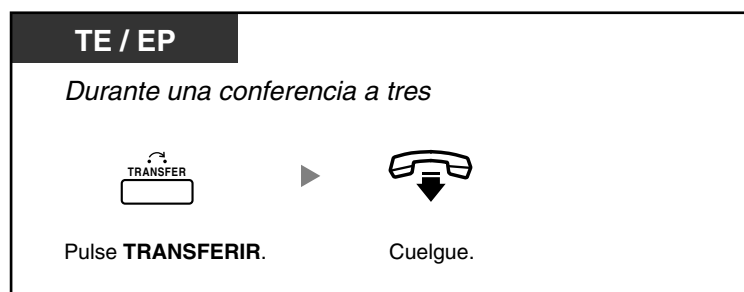 TE / EP
Durante una conferencia a tres
TRANSFER
Pulse TRANSFERIR.
Cuelgue.